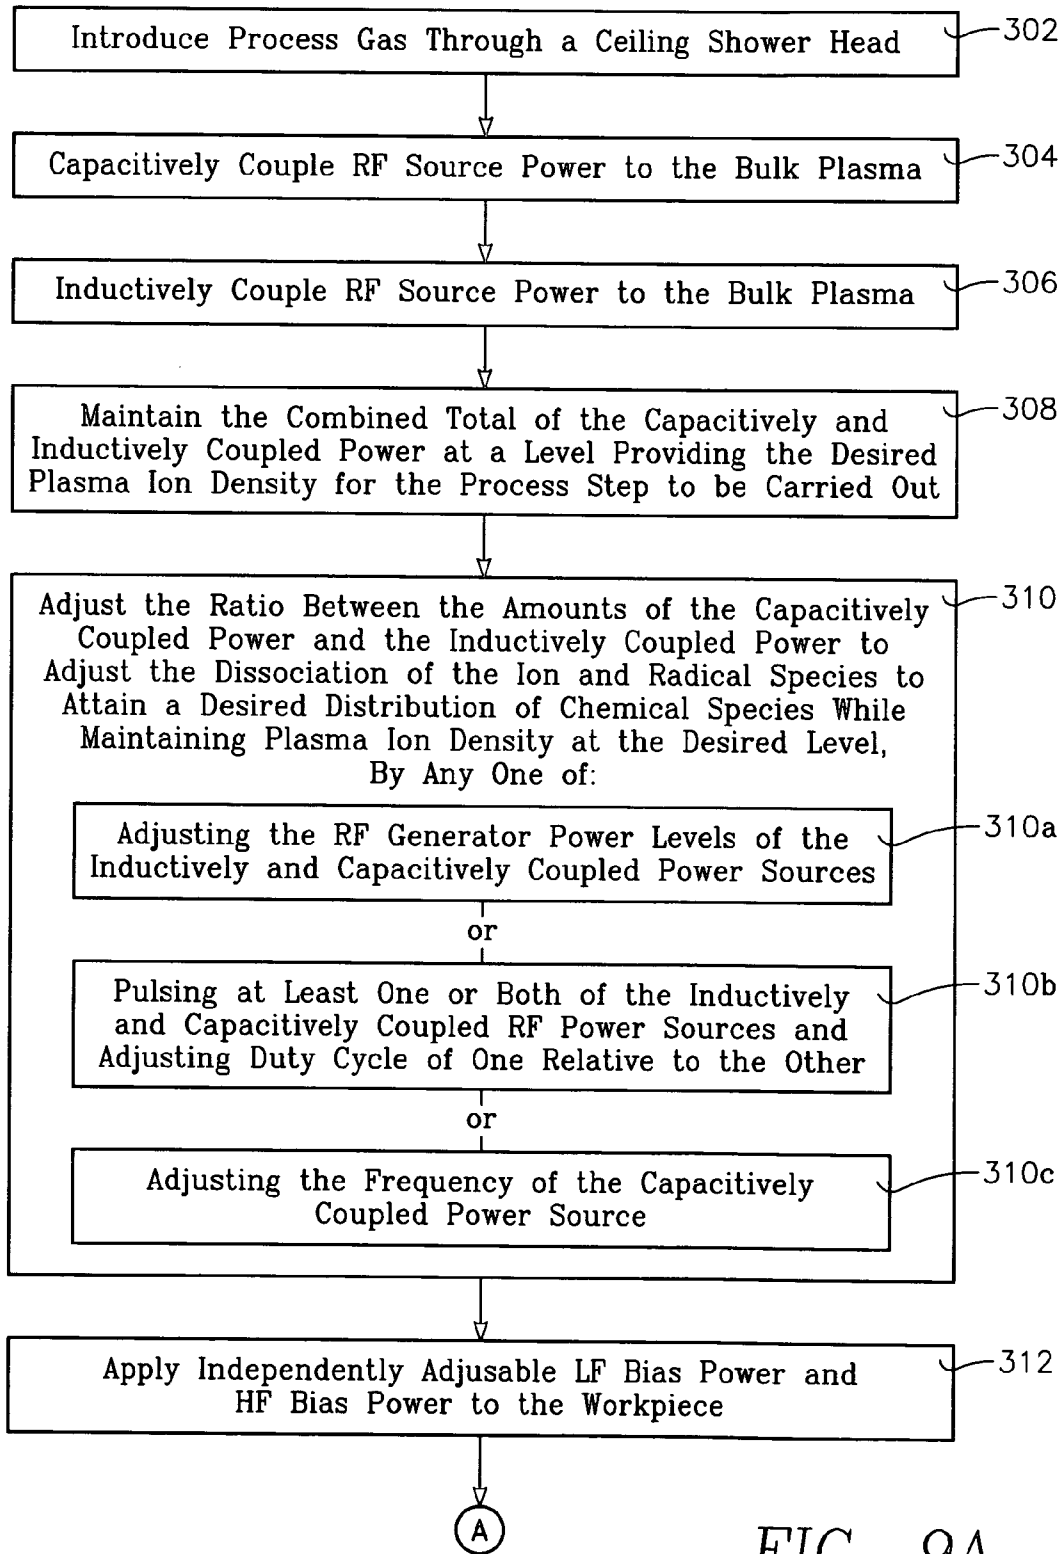 Introduce Process Gas Through a Ceiling Shower Head
302
Capacitively Couple RF Source Power to the Bulk Plasma
304
Inductively Couple RF Source Power to the Bulk Plasma
306
Maintain the Combined Total of the Capacitively and
Inductively Coupled Power at a Level Providing the Desired
Plasma Ion Density for the Process Step to be Carried Out
308
Adjust the Ratio Between the Amounts of the Capacitively
Coupled Power and the Inductively Coupled Power to
Adjust the Dissociation of the Ion and Radical Species to
Attain a Desired Distribution of Chemical Species While
Maintaining Plasma Ion Density at the Desired Level,
By Any One of:
310
Adjusting the RF Generator Power Levels of the
Inductively and Capacitively Coupled Power Sources
310a
or
Pulsing at Least One or Both of the Inductively
and Capacitively Coupled RF Power Sources and
Adjusting Duty Cycle of One Relative to the Other
310b
or
Adjusting the Frequency of the Capacitively
Coupled Power Source
310c
Apply Independently Adjusable LF Bias Power and
HF Bias Power to the Workpiece
312
A
FIG. 9A